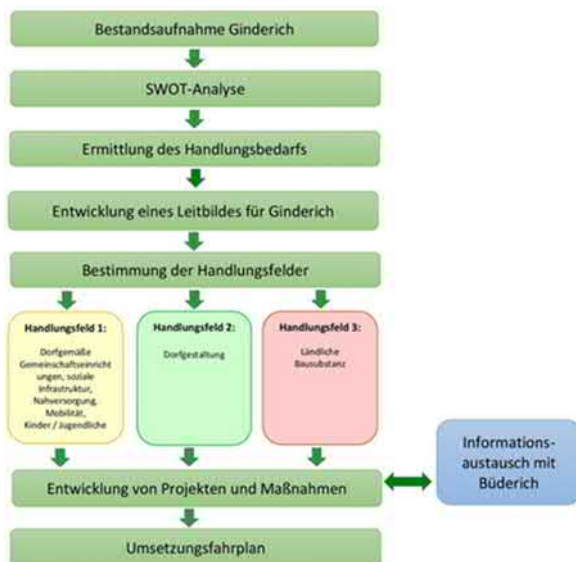 Bestandsaufnahme Ginderich
SWOT-Analyse
Ermittlung des Handlungsbedarfs
Entwicklung eines Leitbildes für Ginderich
Bestimmung der Handlungsfelder
Handlungsfeld 1:
Dorfgemäße
Gemeinschaftseinricht
ungen, soziale
Infrastruktur,
Nahversorgung,
Mobilität,
Kinder / Jugendliche
Handlungsfeld 2:
Dorfgestaltung
Handlungsfeld 3:
Ländliche
Bausubstanz
Entwicklung von Projekten und Maßnahmen
Informations-
austausch mit
Büderich
Umsetzungsfahrplan